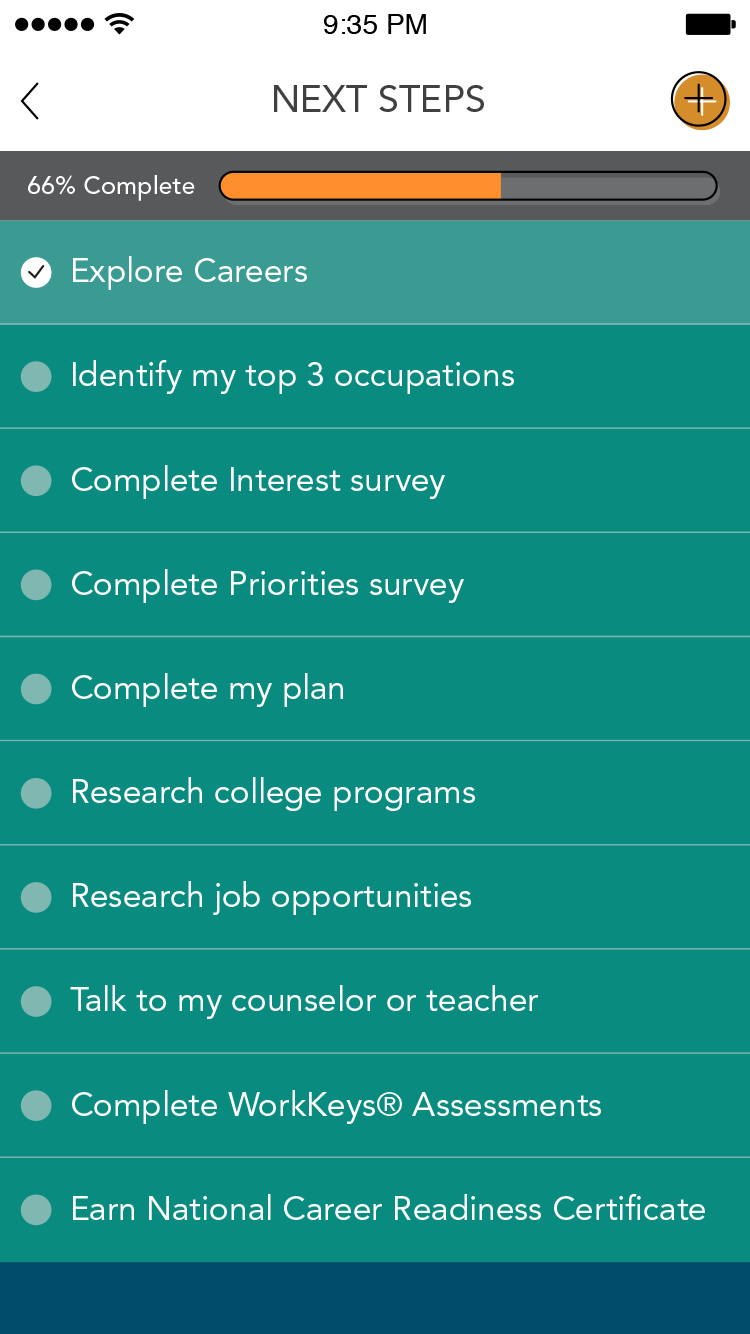 9:35 PM
NEXT STEPS
66% Complete
Explore Careers
Identify my top 3 occupations
Complete Interest survey
Complete Priorities survey
Complete my plan
Research college programs
Research job opportunities
Talk to my counselor or teacher
Complete WorkKeys® Assessments
Earn National Career Readiness Certificate